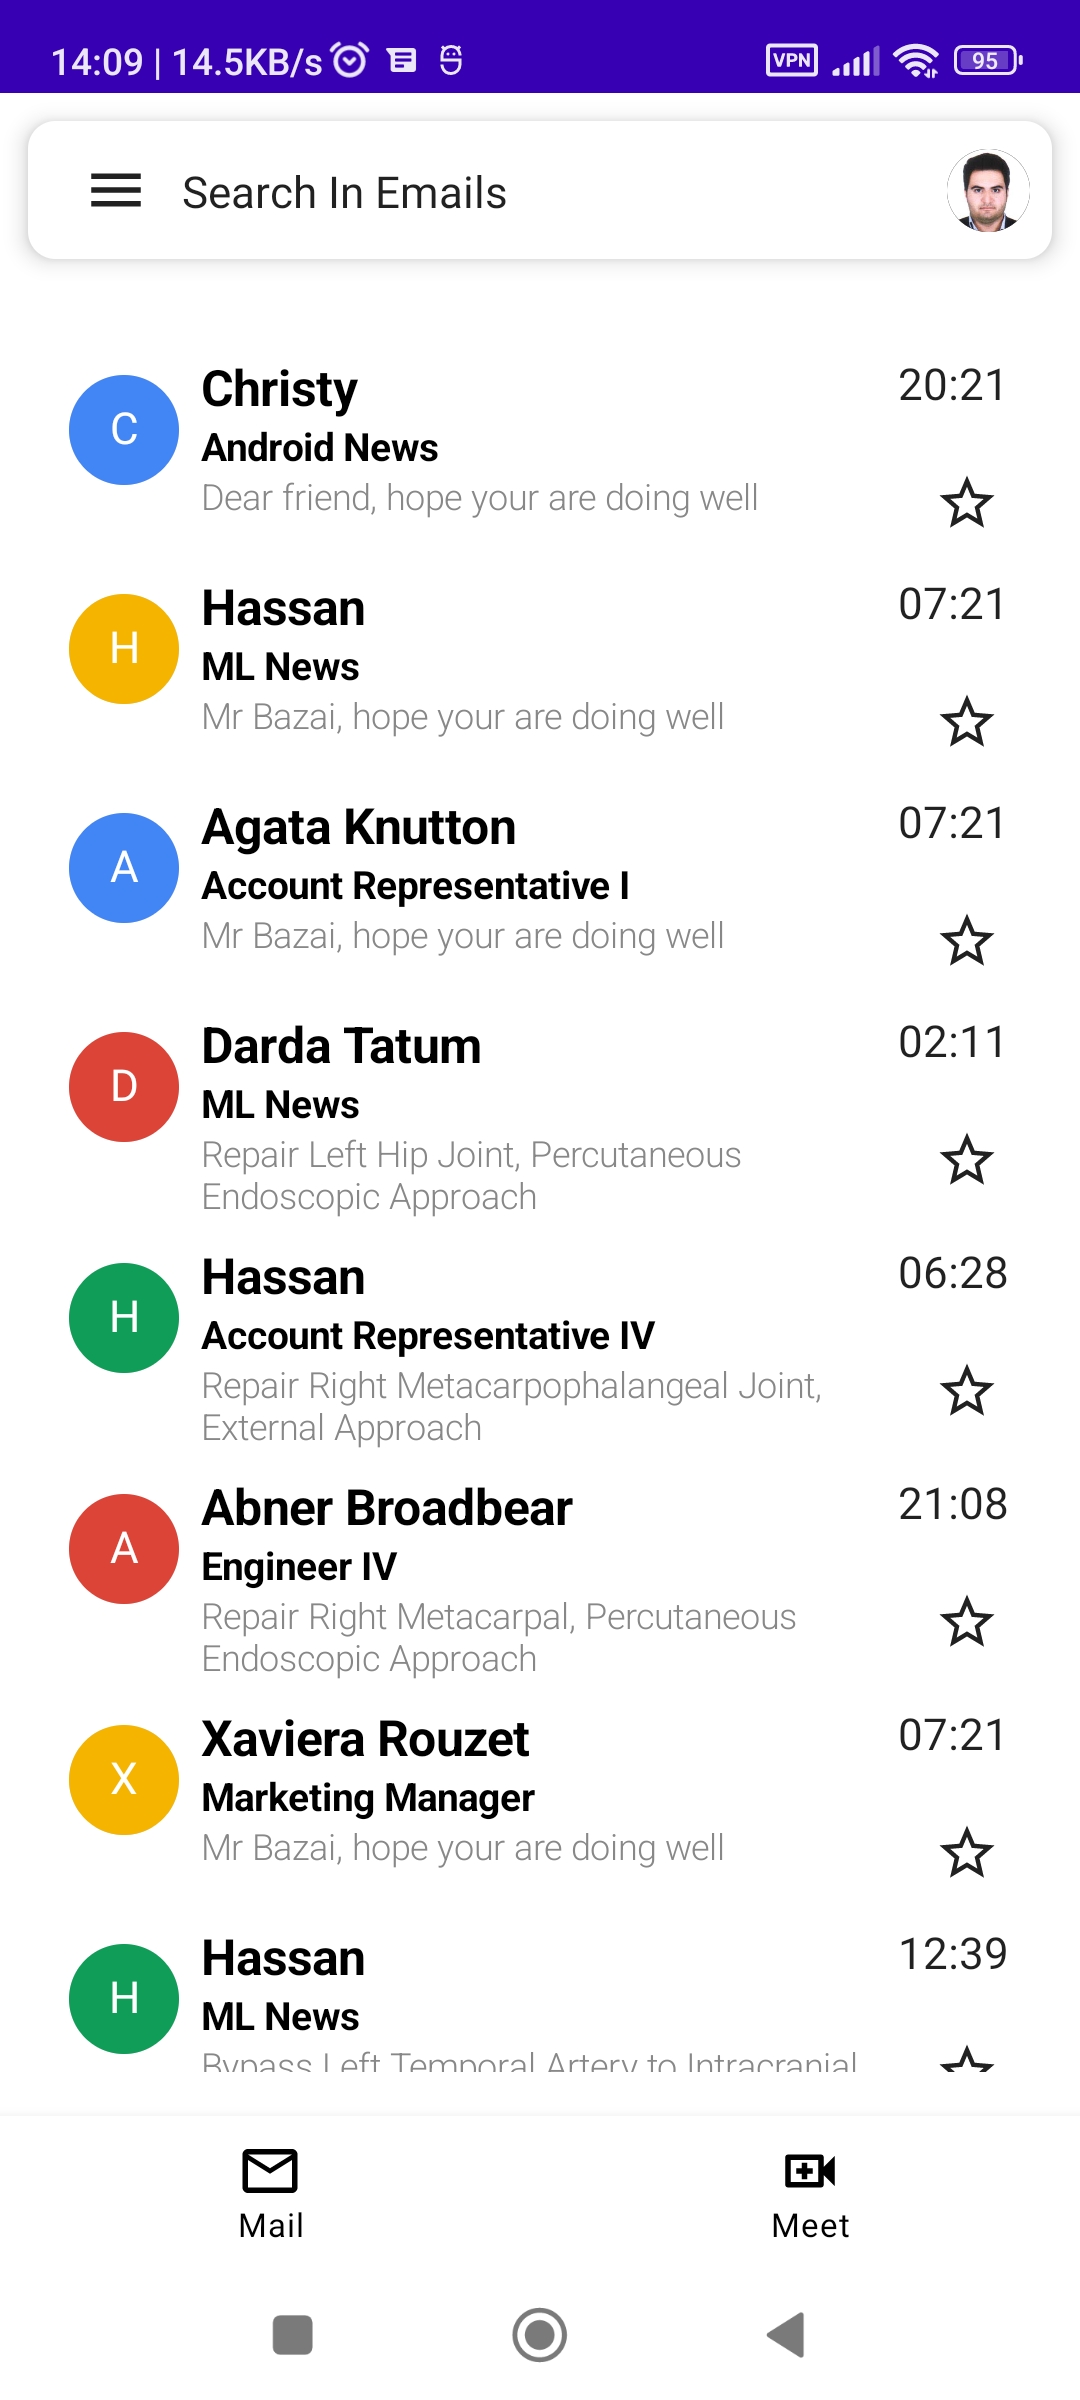 14:09 | 14.5KB/s VPN 95
Search In Emails
C Christy 20:21
Android News
Dear friend, hope your are doing well
H Hassan 07:21
ML News
Mr Bazai, hope your are doing well
A Agata Knutton 07:21
Account Representative I
Mr Bazai, hope your are doing well
D Darda Tatum 02:11
ML News
Repair Left Hip Joint, Percutaneous
Endoscopic Approach
H Hassan 06:28
Account Representative IV
Repair Right Metacarpophalangeal Joint,
External Approach
A Abner Broadbear 21:08
Engineer IV
Repair Right Metacarpal, Percutaneous
Endoscopic Approach
X Xaviera Rouzet 07:21
Marketing Manager
Mr Bazai, hope your are doing well
H Hassan 12:39
ML News
Bypass Left Temporal Artery to Intracranial
Mail Meet